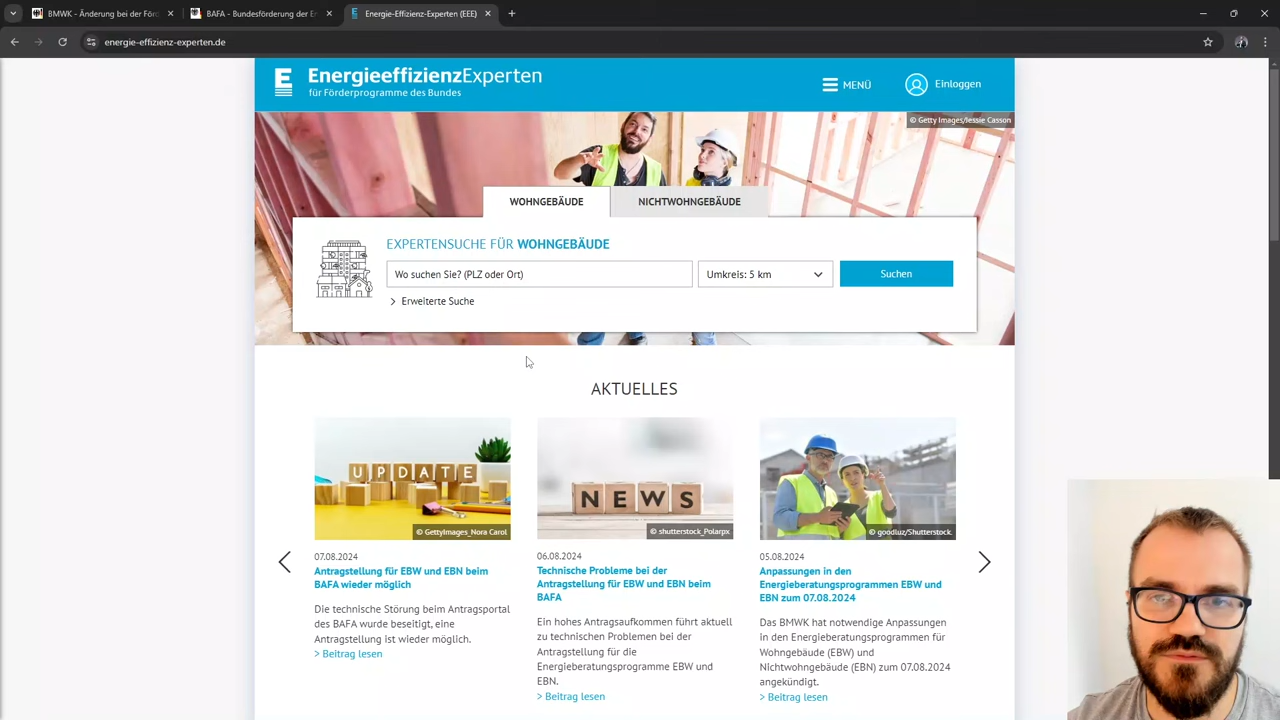 BMWK - Änderung bei der För
BAFA - Bundesförderung der E
Energie-Effizienz-Experten (EEE)
energie-effizienz-experten.de
EnergieeffizienzExperten
für Förderprogramme des Bundes
MENÜ
Einloggen
© Getty Images/Jessie Casson
WOHNGEBÄUDE
NICHTWOHNGEBÄUDE
EXPERTENSUCHE FÜR WOHNGEBÄUDE
Wo suchen Sie? (PLZ oder Ort)
Umkreis: 5 km
Suchen
Erweiterte Suche
AKTUELLES
UPDATE
© GettyImages_Nora Carol
07.08.2024
Antragstellung für EBW und EBN beim
BAFA wieder möglich
Die technische Störung beim Antragsportal
des BAFA wurde beseitigt, eine
Antragstellung ist wieder möglich.
> Beitrag lesen
NEWS
© shutterstock_Polarpx
06.08.2024
Technische Probleme bei der
Antragstellung für EBW und EBN beim
BAFA
Ein hohes Antragsaufkommen führt aktuell
zu technischen Problemen bei der
Antragstellung für die
Energieberatungsprogramme EBW und
EBN.
> Beitrag lesen
© goodluz/Shutterstock.
05.08.2024
Anpassungen in den
Energieberatungsprogrammen EBW und
EBN zum 07.08.2024
Das BMWK hat notwendige Anpassungen
in den Energieberatungsprogrammen für
Wohngebäude (EBW) und
Nichtwohngebäude (EBN) zum 07.08.2024
angekündigt.
> Beitrag lesen